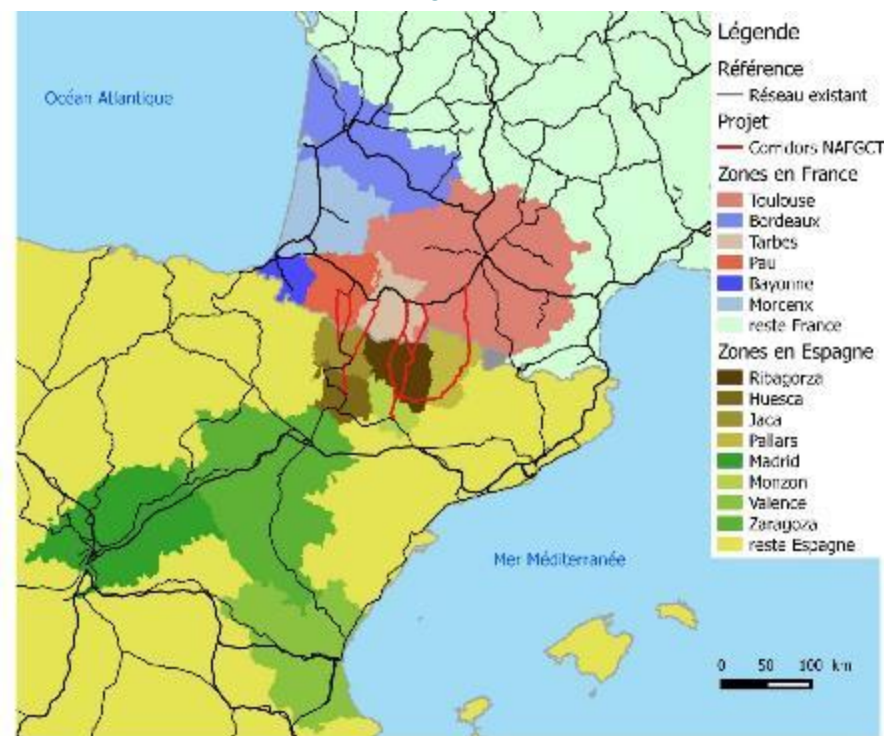 Océan Atlantique
Mer Méditerranée
Légende
Référence
Réseau existant
Projet
Corridors NAFGCT
Zones en France
Toulouse
Bordeaux
Tarbes
Pau
Bayonne
Morcenx
reste France
Zones en Espagne
Ribagorza
Huesca
Jaca
Pallars
Madrid
Monzon
Valence
Zaragoza
reste Espagne
0 50 100 km